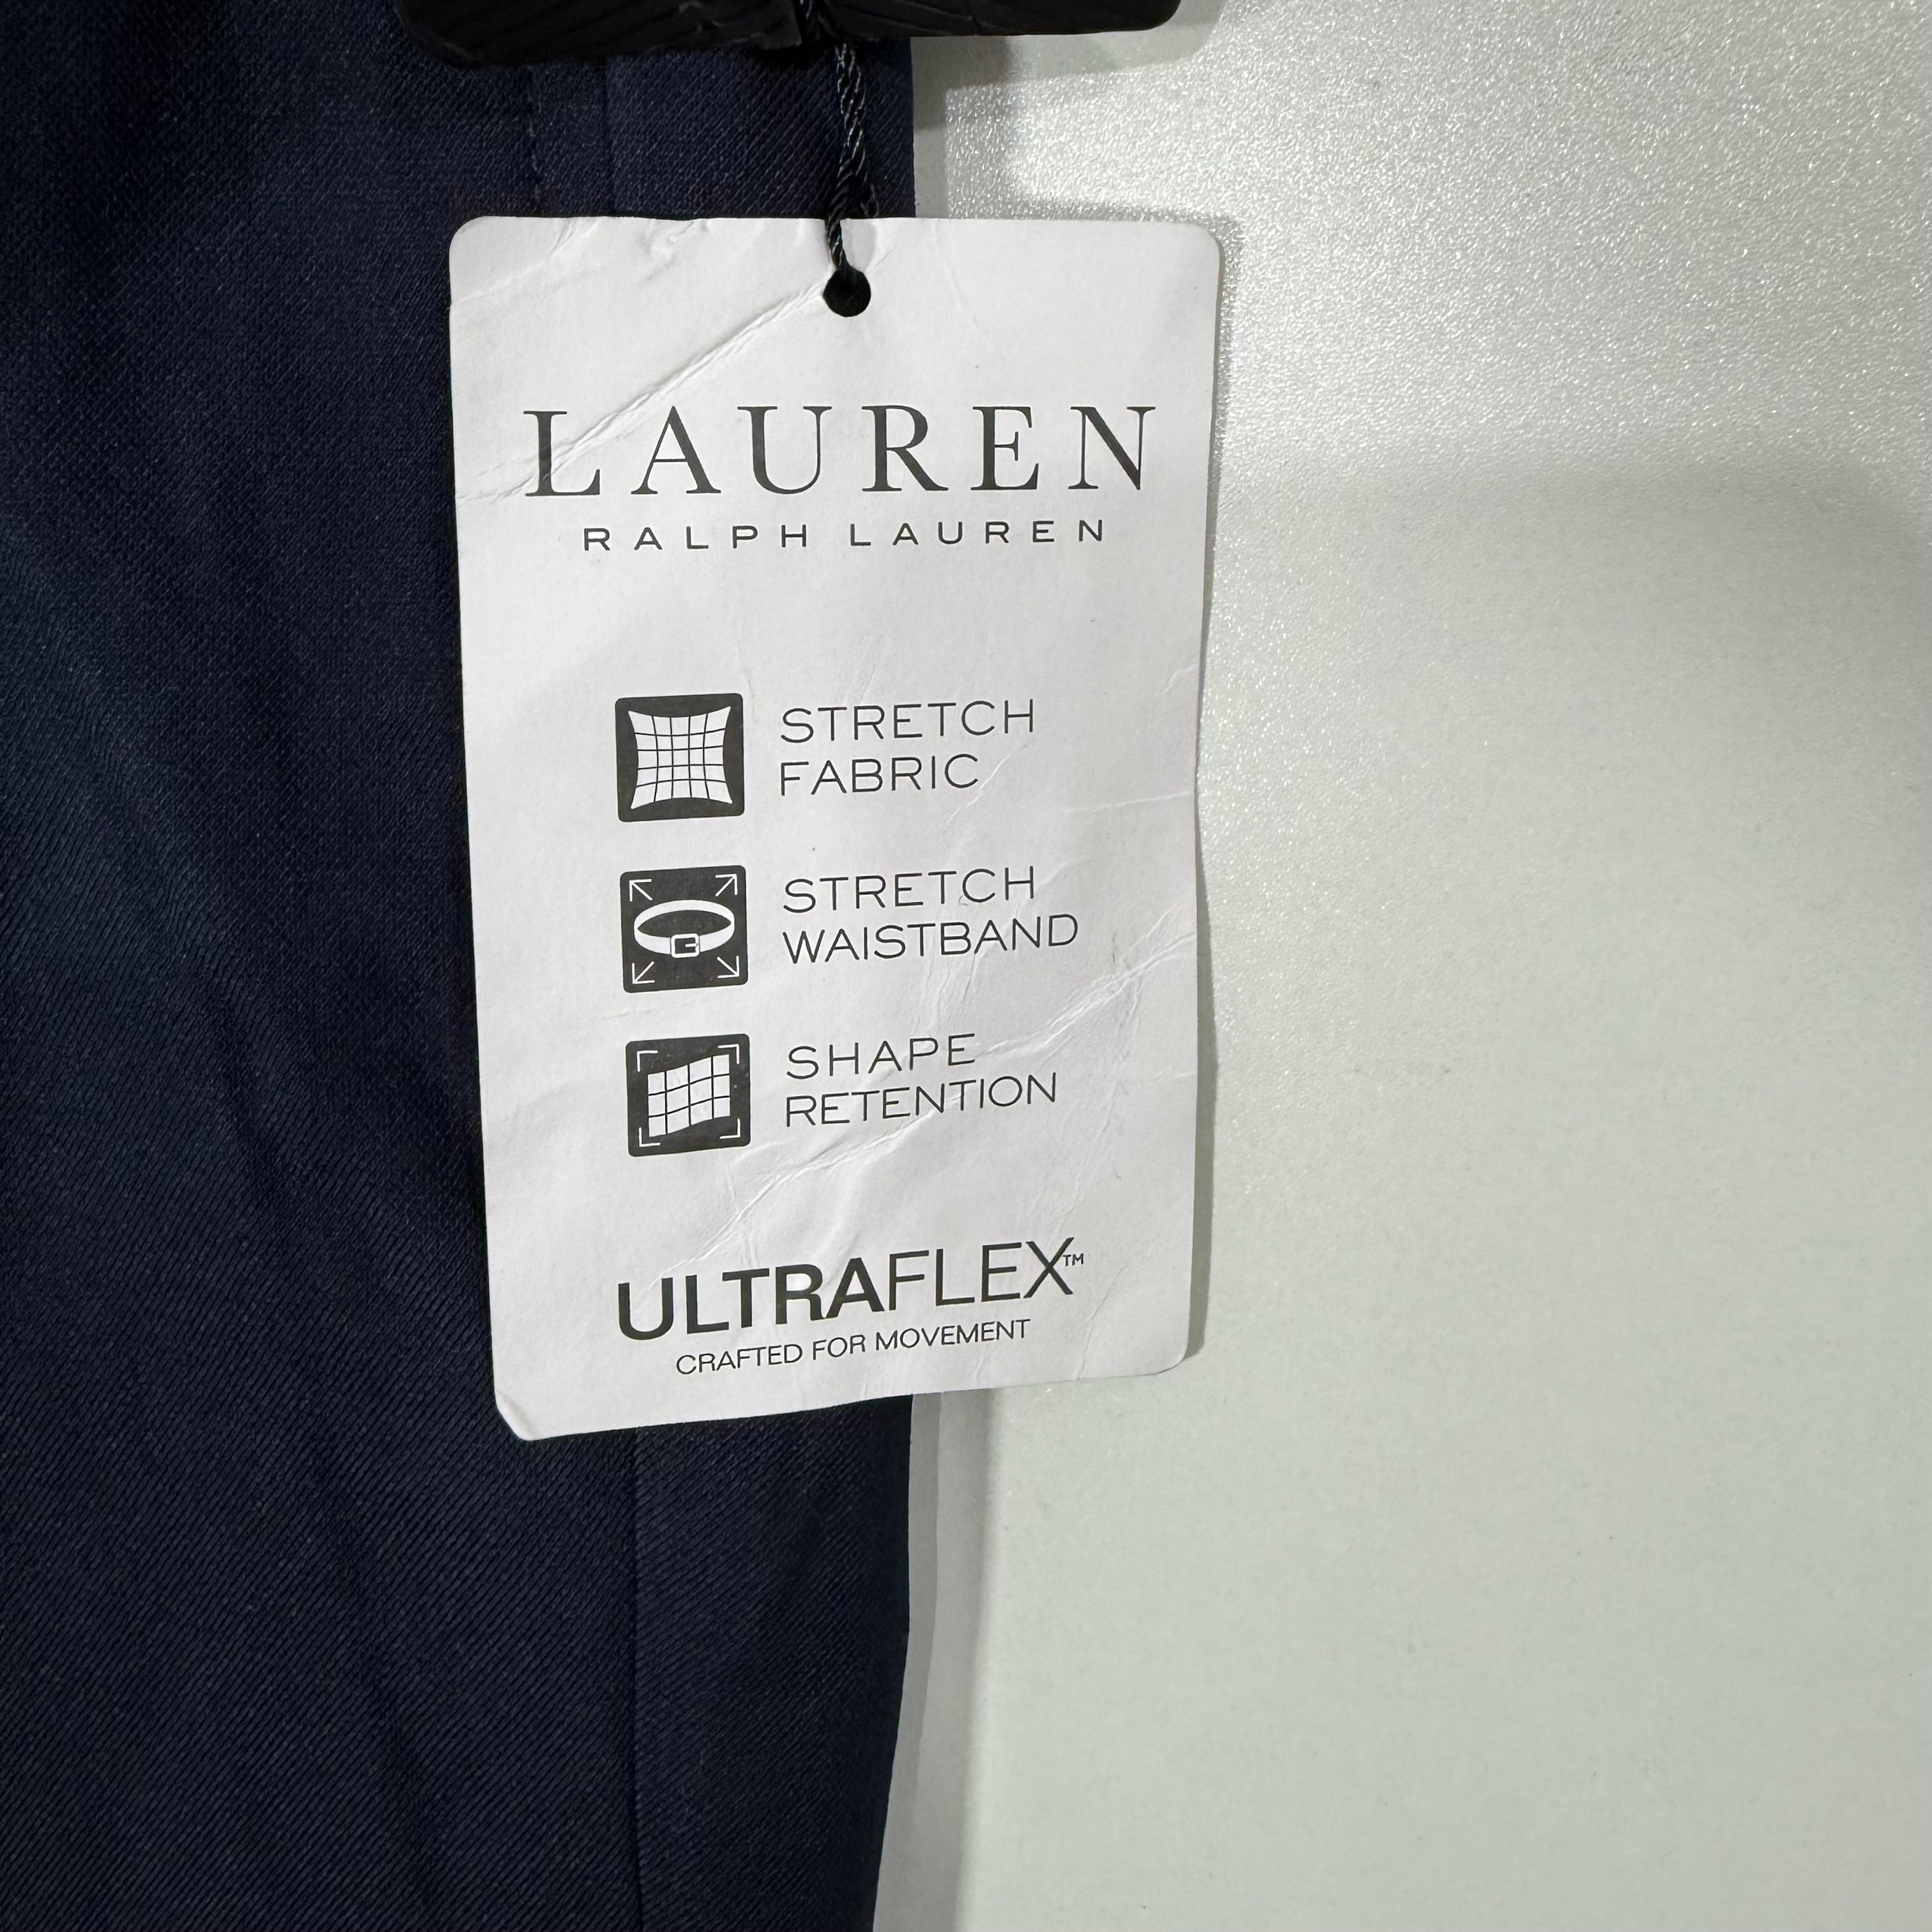 LAUREN
RALPH LAUREN
STRETCH
FABRIC
STRETCH
WAISTBAND
SHAPE
RETENTION
ULTRAFLEX™
CRAFTED FOR MOVEMENT